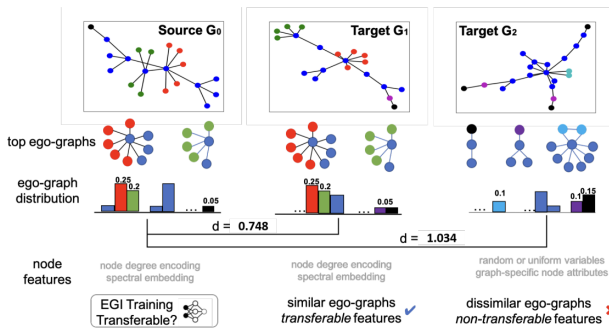 Source G₀
Target G₁
Target G₂
top ego-graphs
ego-graph
distribution
0.25
0.2
...
0.05
...
0.25
0.2
...
0.05
...
0.1
...
0.1
0.15
d = 0.748
d = 1.034
node
features
node degree encoding
spectral embedding
node degree encoding
spectral embedding
random or uniform variables
graph-specific node attributes
EGI Training
Transferable?
similar ego-graphs
transferable features
dissimilar ego-graphs
non-transferable features